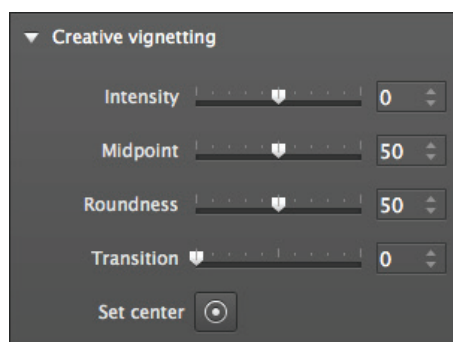 Creative vignetting
Intensity 0
Midpoint 50
Roundness 50
Transition 0
Set center